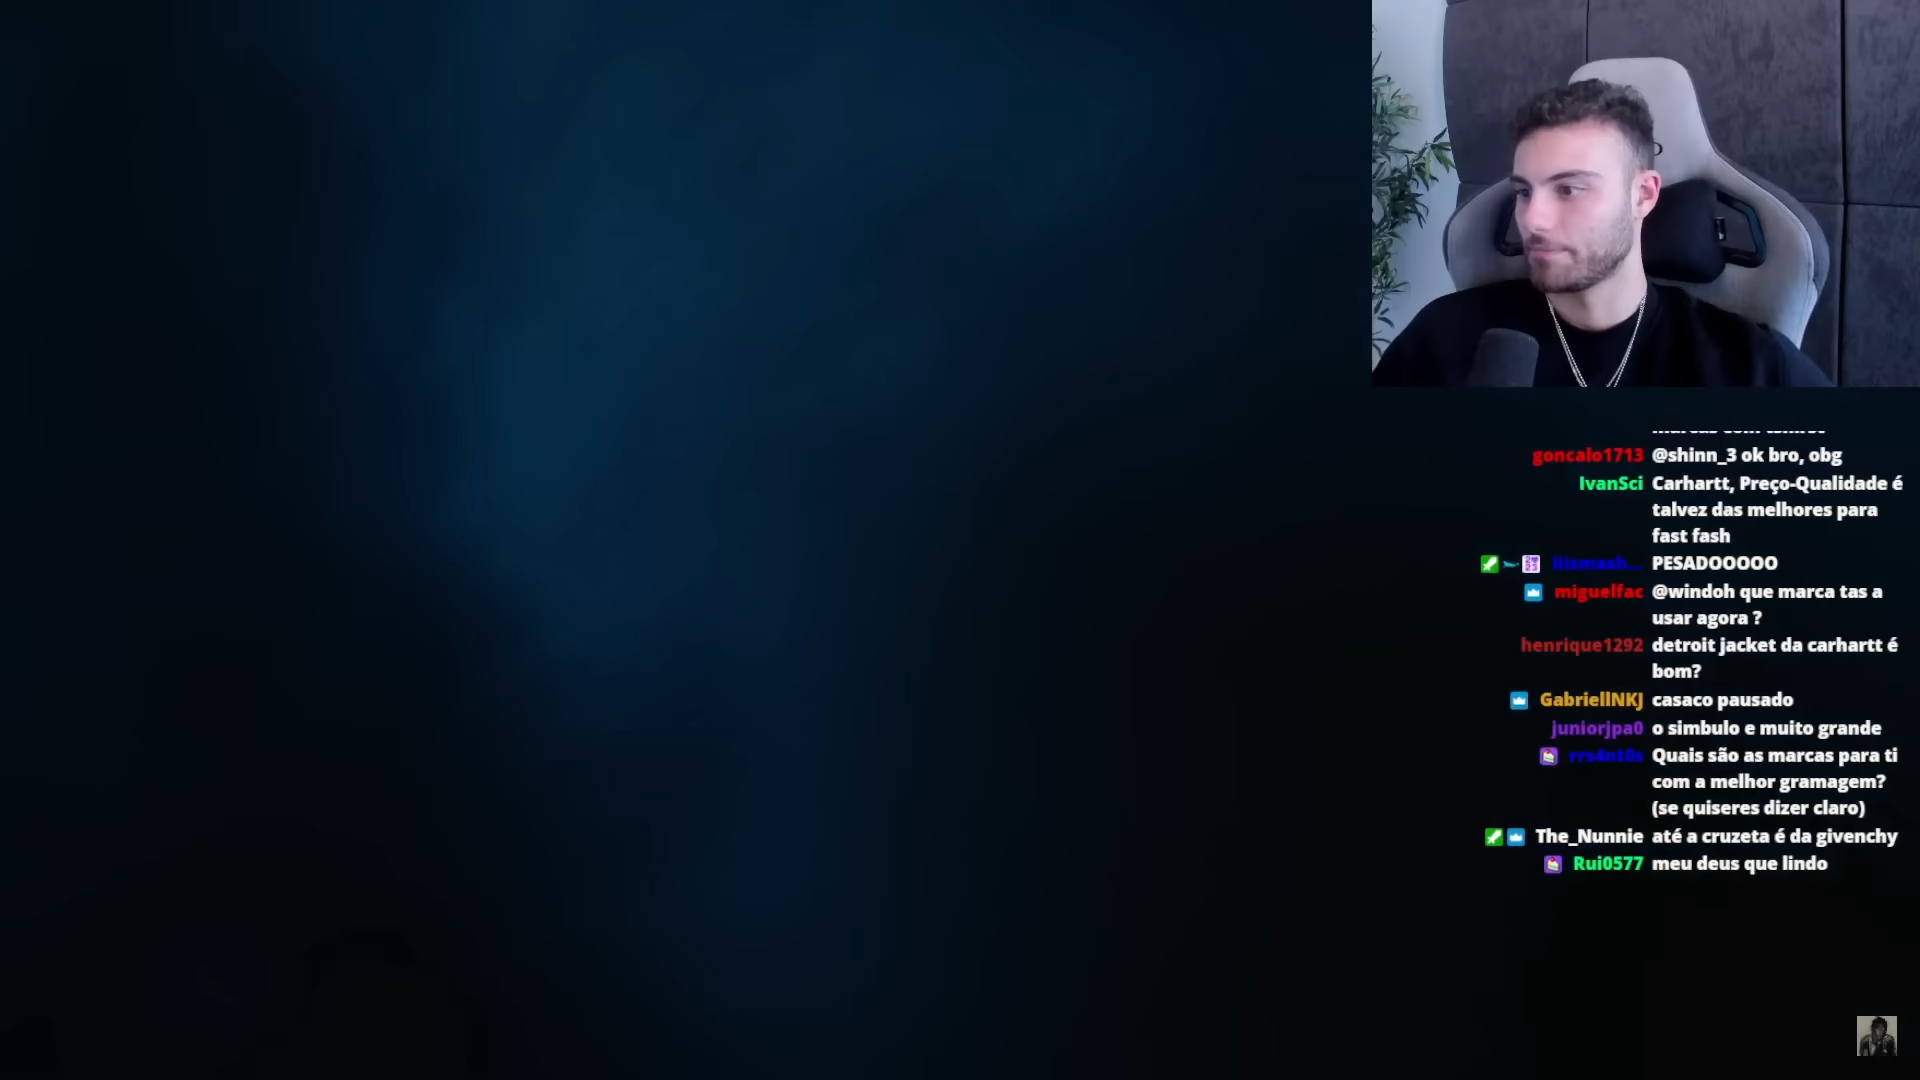 goncalo1713 @shinn_3 ok bro, obg
IvanSci Carhartt, Preço-Qualidade é
talvez das melhores para
fast fash
PESADOOOOO
miguelfac @windoh que marca tas a
usar agora ?
henrique1292 detroit jacket da carhartt é
bom?
GabriellNKJ casaco pausado
juniorjpa0 o simbulo e muito grande
rrs4nt0s Quais são as marcas para ti
com a melhor gramagem?
(se quiseres dizer claro)
The_Nunnie até a cruzeta é da givenchy
Rui0577 meu deus que lindo